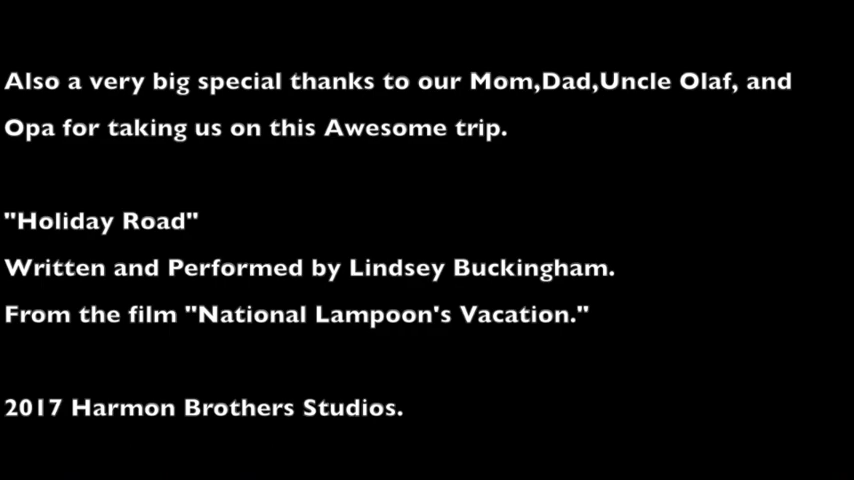 Also a very big special thanks to our Mom,Dad,Uncle Olaf, and
Opa for taking us on this Awesome trip.
"Holiday Road"
Written and Performed by Lindsey Buckingham.
From the film "National Lampoon's Vacation."
2017 Harmon Brothers Studios.